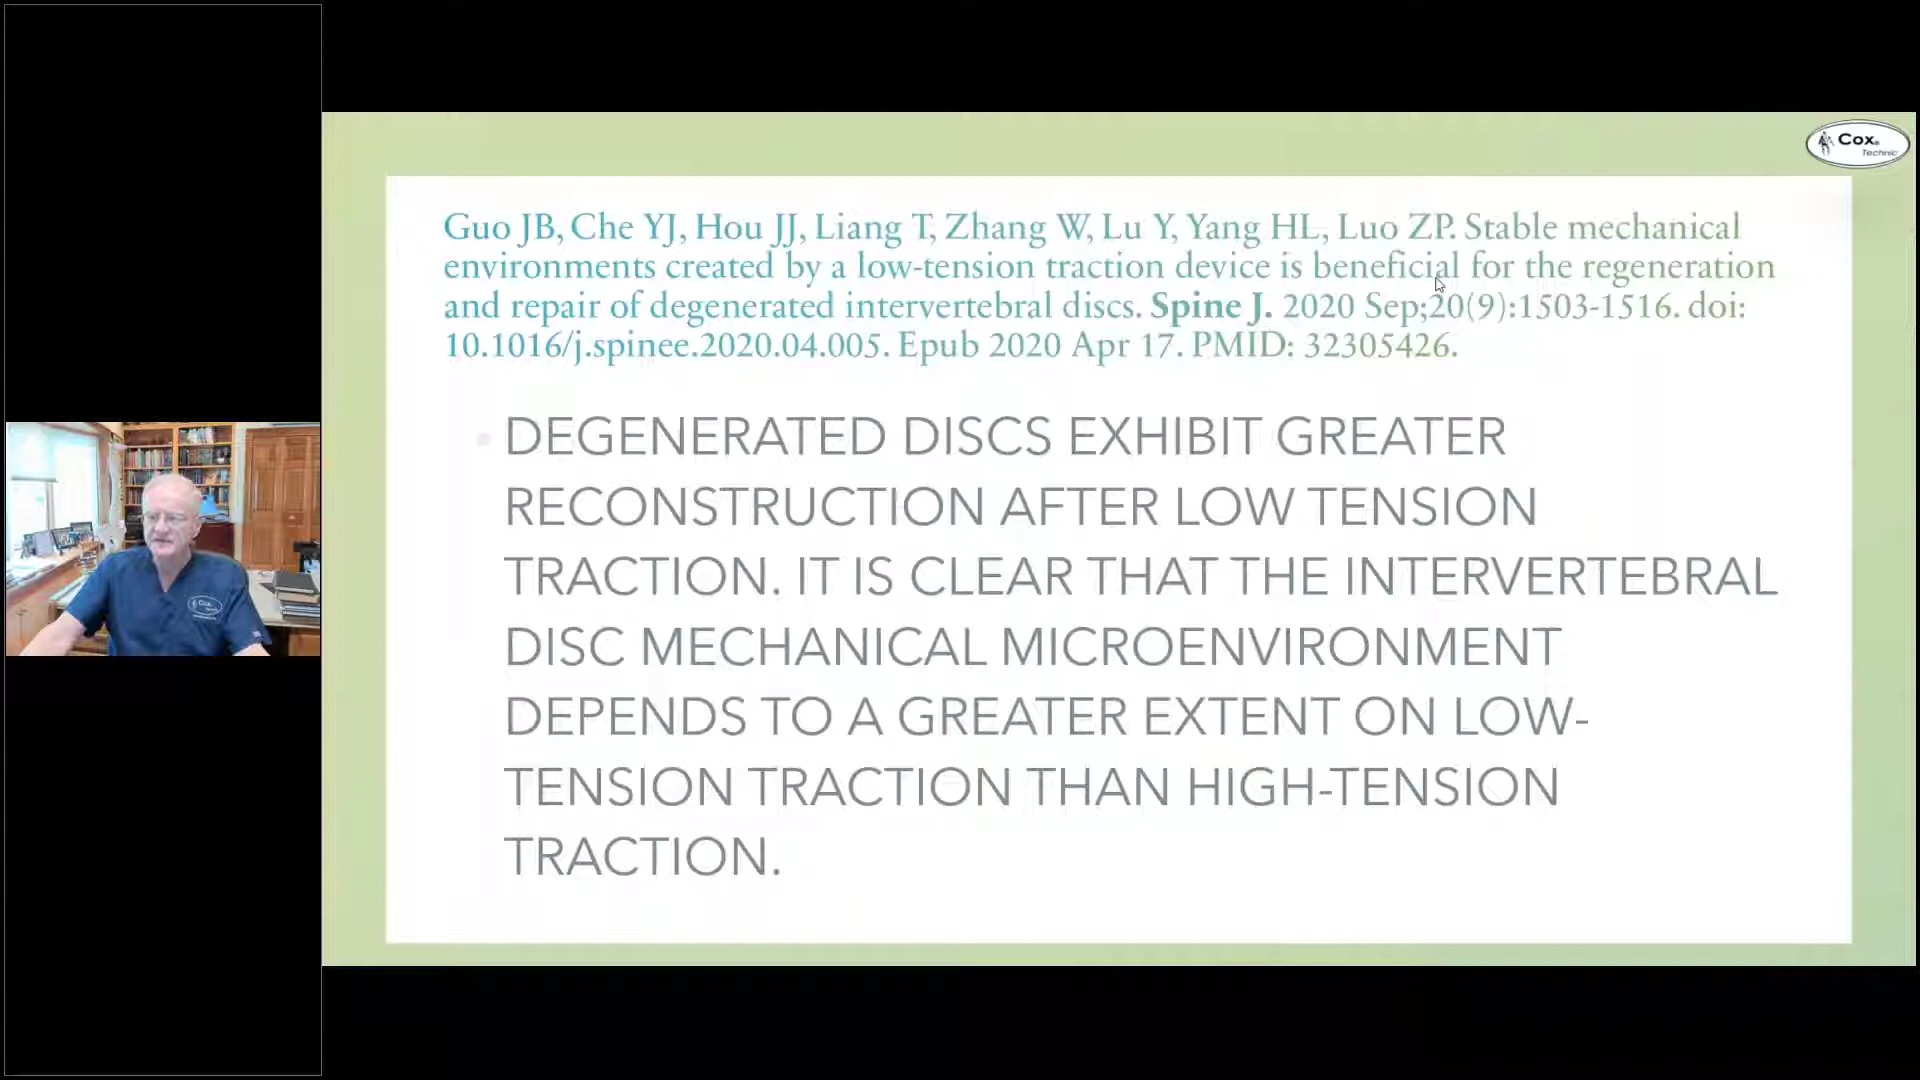 Cox®
Technic
Guo JB, Che YJ, Hou JJ, Liang T, Zhang W, Lu Y, Yang HL, Luo ZP. Stable mechanical
environments created by a low-tension traction device is beneficial for the regeneration
and repair of degenerated intervertebral discs. Spine J. 2020 Sep;20(9):1503-1516. doi:
10.1016/j.spinee.2020.04.005. Epub 2020 Apr 17. PMID: 32305426.
DEGENERATED DISCS EXHIBIT GREATER
RECONSTRUCTION AFTER LOW TENSION
TRACTION. IT IS CLEAR THAT THE INTERVERTEBRAL
DISC MECHANICAL MICROENVIRONMENT
DEPENDS TO A GREATER EXTENT ON LOW-
TENSION TRACTION THAN HIGH-TENSION
TRACTION.
Cox